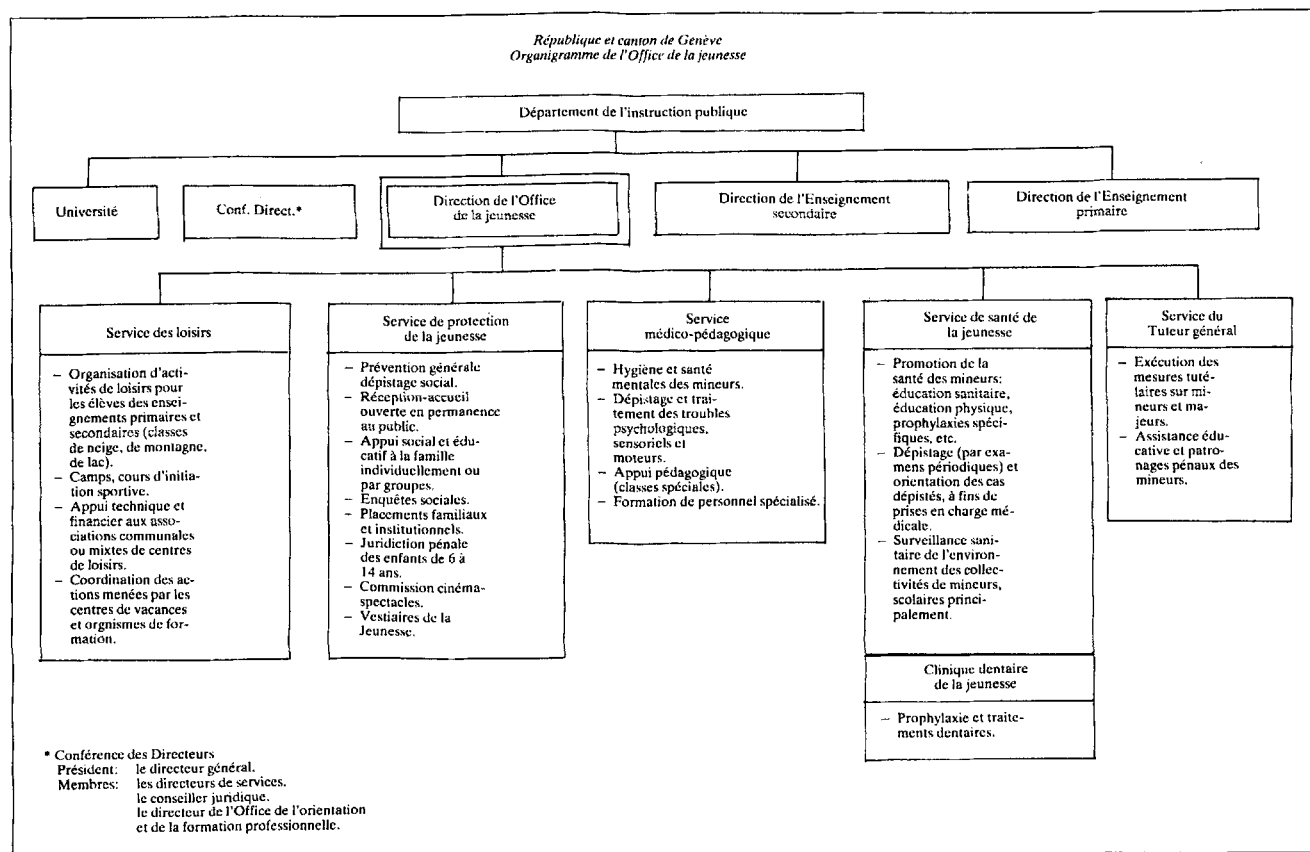 République et canton de Genève
Organigramme de l'Office de la jeunesse
Département de l'instruction publique
Université
Conf. Direct.*
Direction de l'Office
de la jeunesse
Direction de l'Enseignement
secondaire
Direction de l'Enseignement
primaire
Service des loisirs
– Organisation d'acti-
vités de loisirs pour
les élèves des ensei-
gnements primaires et
secondaires (classes
de neige, de montagne,
de lac).
– Camps, cours d'initia-
tion sportive.
– Appui technique et
financier aux asso-
ciations communales
ou mixtes de centres
de loisirs.
– Coordination des ac-
tions menées par les
centres de vacances
et orgnismes de for-
mation.
Service de protection
de la jeunesse
– Prévention générale
dépistage social.
– Réception-accueil
ouverte en permanence
au public.
– Appui social et édu-
catif à la famille
individuellement ou
par groupes.
– Enquêtes sociales.
– Placements familiaux
et institutionnels.
– Juridiction pénale
des enfants de 6 à
14 ans.
– Commission cinéma-
spectacles.
– Vestiaires de la
Jeunesse.
Service
médico-pédagogique
– Hygiène et santé
mentales des mineurs.
– Dépistage et trai-
tement des troubles
psychologiques,
sensoriels et
moteurs.
– Appui pédagogique
(classes spéciales).
– Formation de personnel spécialisé.
Service de santé de
la jeunesse
– Promotion de la
santé des mineurs:
éducation sanitaire,
éducation physique,
prophylaxies spéci-
fiques, etc.
– Dépistage (par exa-
mens périodiques) et
orientation des cas
dépistés, à fins de
prises en charge mé-
dicale.
– Surveillance sani-
taire de l'environ-
nement des collec-
tivités de mineurs,
scolaires princi-
palement.
Clinique dentaire
de la jeunesse
– Prophylaxie et traite-
ments dentaires.
Service du
Tuteur général
– Exécution des
mesures tuté-
laires sur mi-
neurs et ma-
jeurs.
– Assistance édu-
cative et patro-
nages pénaux des
mineurs.
* Conférence des Directeurs
Président: le directeur général.
Membres: les directeurs de services.
le conseiller juridique.
le directeur de l'Office de l'orientation
et de la formation professionnelle.